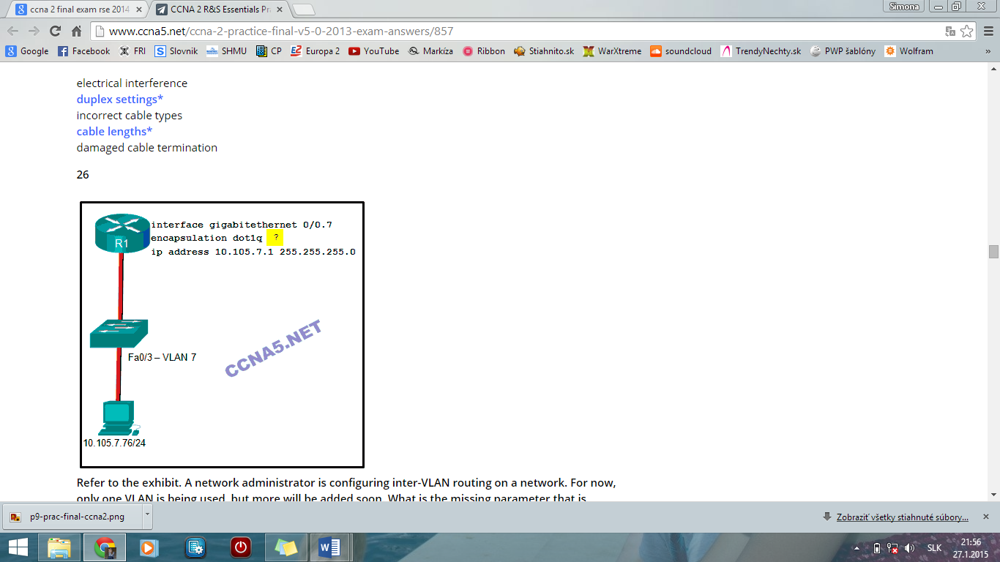 ccna 2 final exam rse 2014
CCNA 2 R&S Essentials Pr
Simona
www.ccna5.net/ccna-2-practice-final-v5-0-2013-exam-answers/857
Google Facebook FRI Slovnik SHMU CP Europa 2 YouTube Markíza Ribbon Stiahnito.sk WarXtreme soundcloud TrendyNechty.sk PWP šablóny Wolfram »
electrical interference
duplex settings*
incorrect cable types
cable lengths*
damaged cable termination
26
interface gigabitethernet 0/0.7
encapsulation dot1q ?
ip address 10.105.7.1 255.255.255.0
R1
CCNA5.NET
Fa0/3 – VLAN 7
10.105.7.76/24
Refer to the exhibit. A network administrator is configuring inter-VLAN routing on a network. For now,
only one VLAN is being used, but more will be added soon. What is the missing parameter that is
p9-prac-final-ccna2.png
Zobraziť všetky stiahnuté súbory...
SLK
21:56
27.1.2015